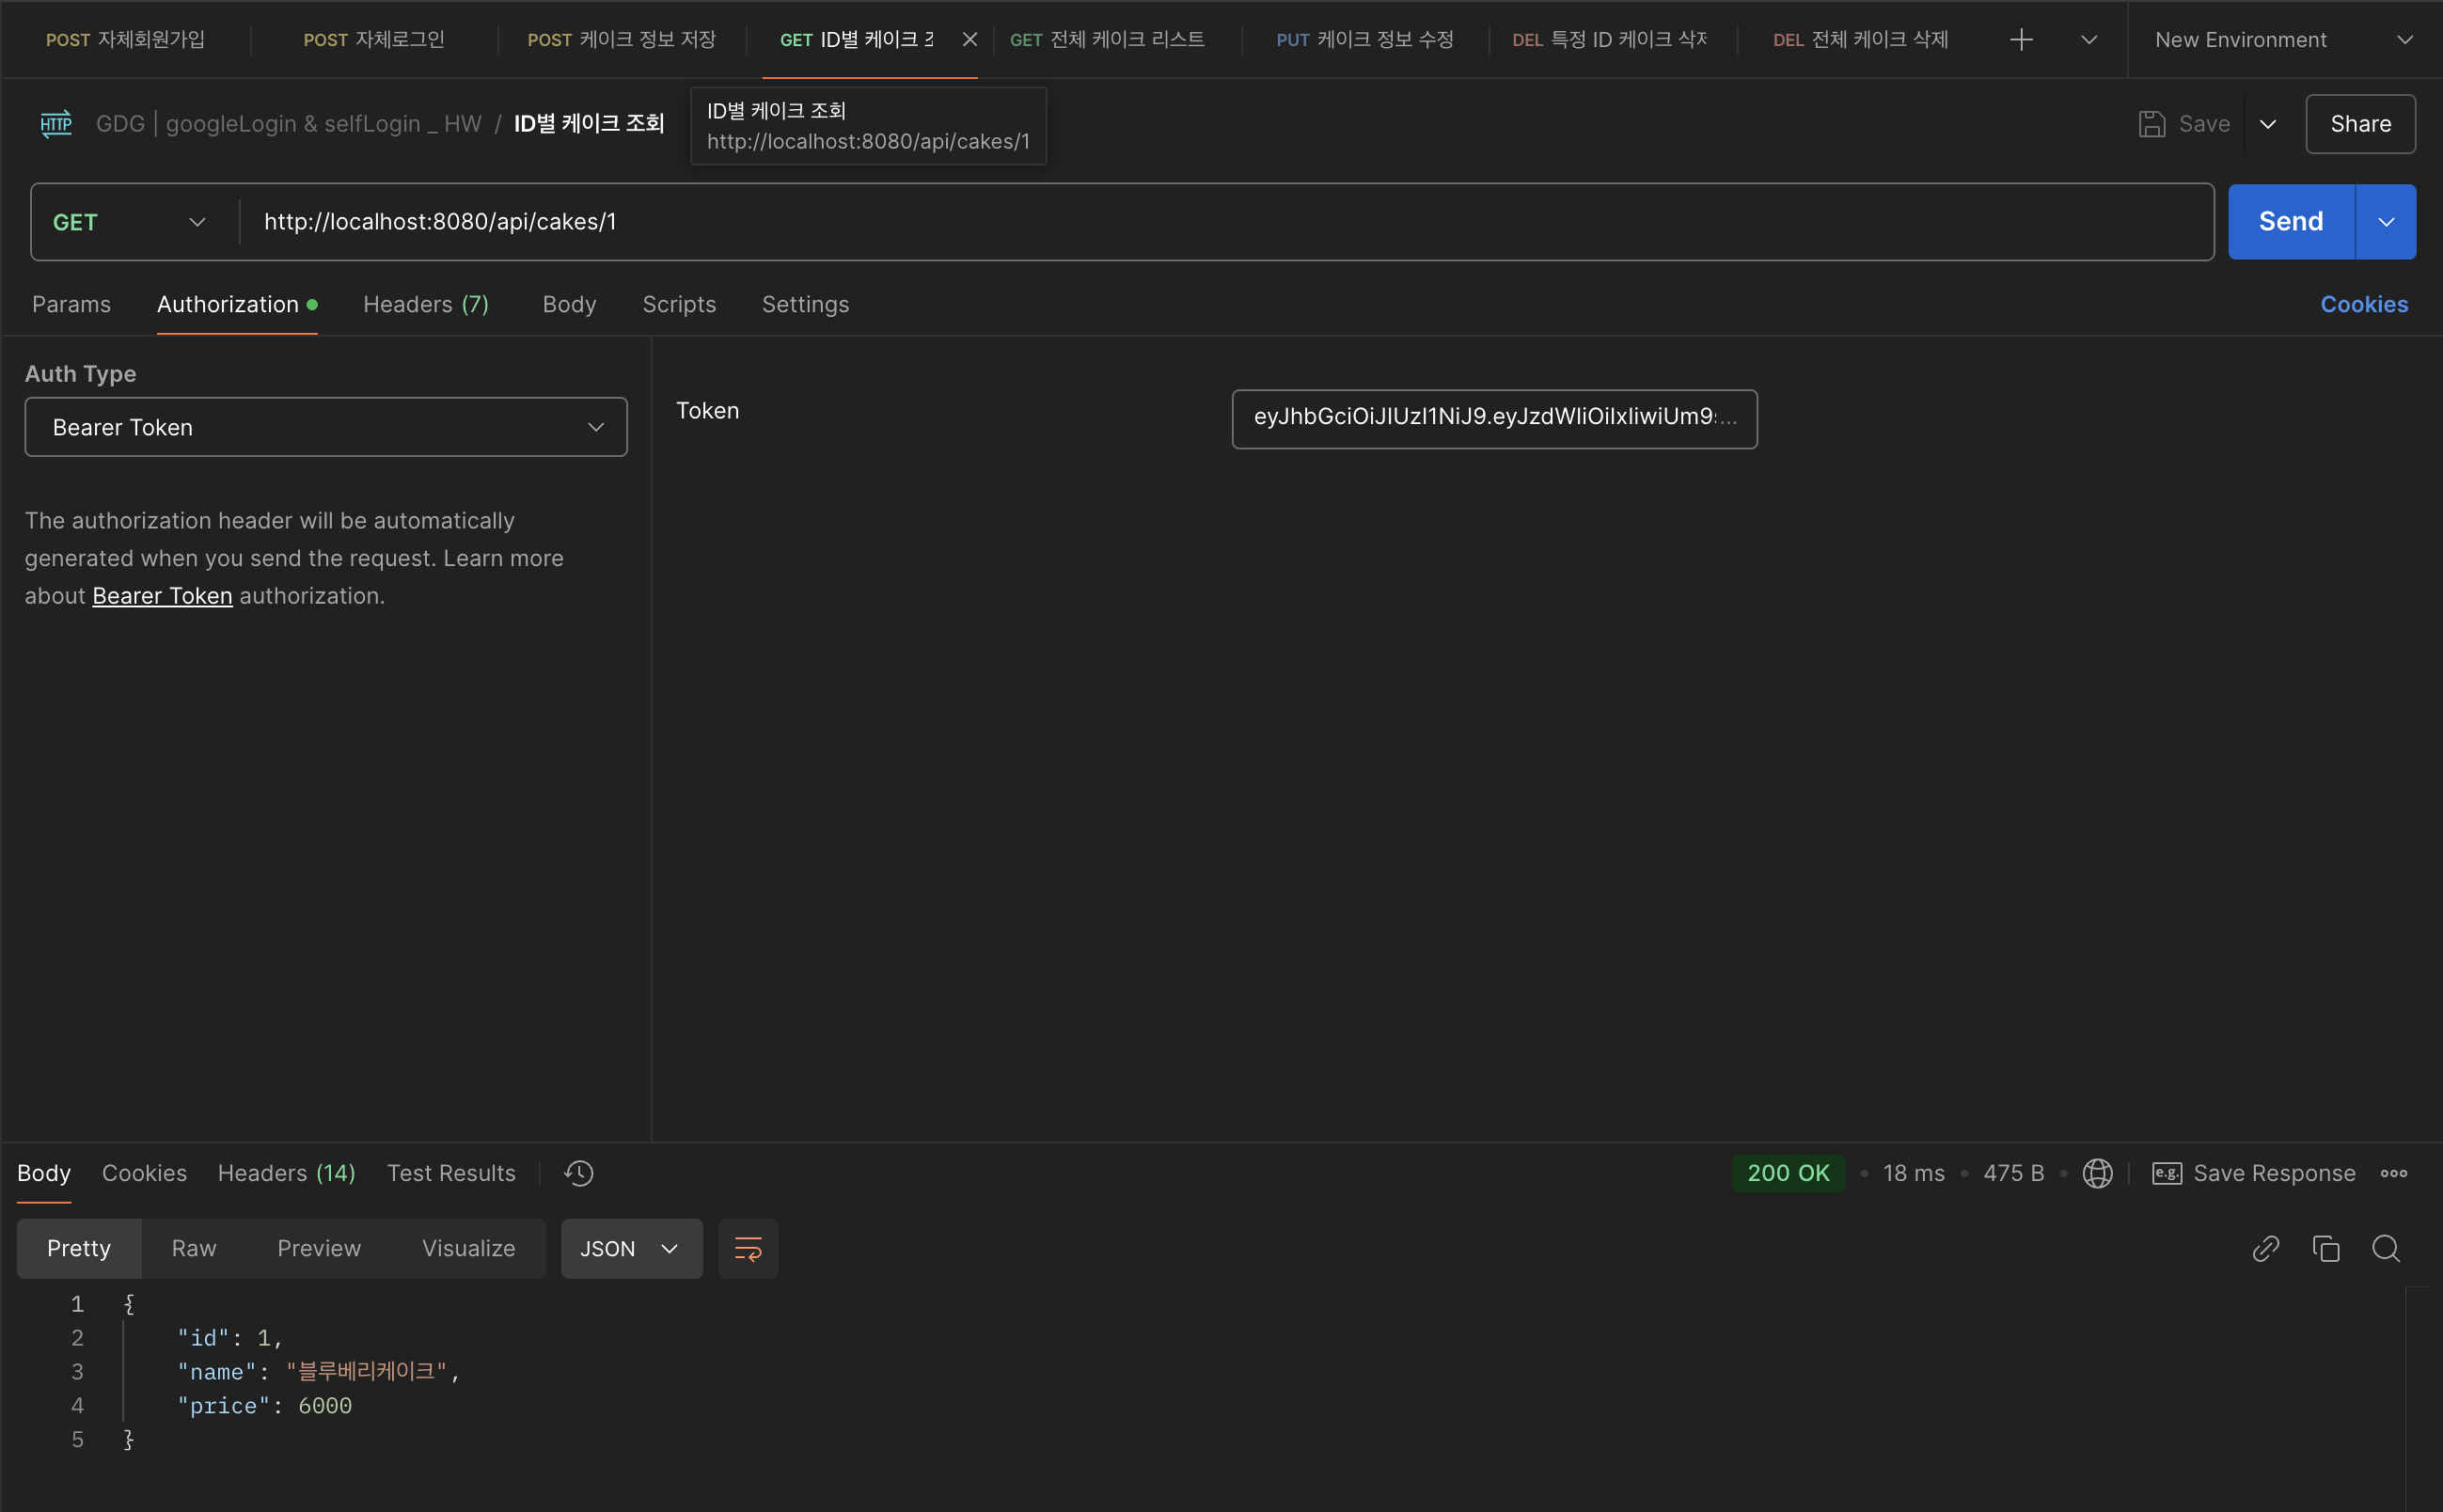 POST 자체회원가입
POST 자체로그인
POST 케이크 정보 저장
GET ID별 케이크
GET 전체 케이크 리스트
PUT 케이크 정보 수정
DEL 특정 ID 케이크
DEL 전체 케이크 삭제
New Environment
HTTP GDG | googleLogin & selfLogin _ HW / ID별 케이크 조회
ID별 케이크 조회
http://localhost:8080/api/cakes/1
Save
Share
GET http://localhost:8080/api/cakes/1
Send
Params Authorization Headers (7) Body Scripts Settings
Cookies
Auth Type
Bearer Token
The authorization header will be automatically
generated when you send the request. Learn more
about Bearer Token authorization.
Token
eyJhbGciOiJIUzI1NiJ9.eyJzdWIiOiIxIiwiUm9...
Body Cookies Headers (14) Test Results
200 OK • 18 ms • 475 B
e.g. Save Response
Pretty Raw Preview Visualize JSON
1 {
2 "id": 1,
3 "name": "블루베리케이크",
4 "price": 6000
5 }